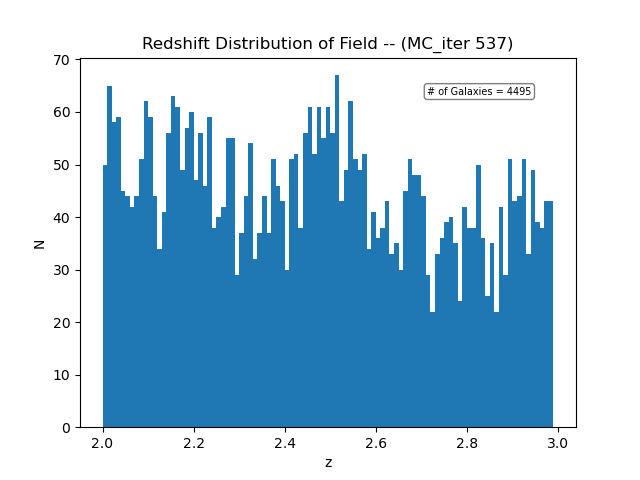 Redshift Distribution of Field -- (MC_iter 537)
# of Galaxies = 4495
70
60
50
40
30
20
10
0
N
2.0 2.2 2.4 2.6 2.8 3.0
z